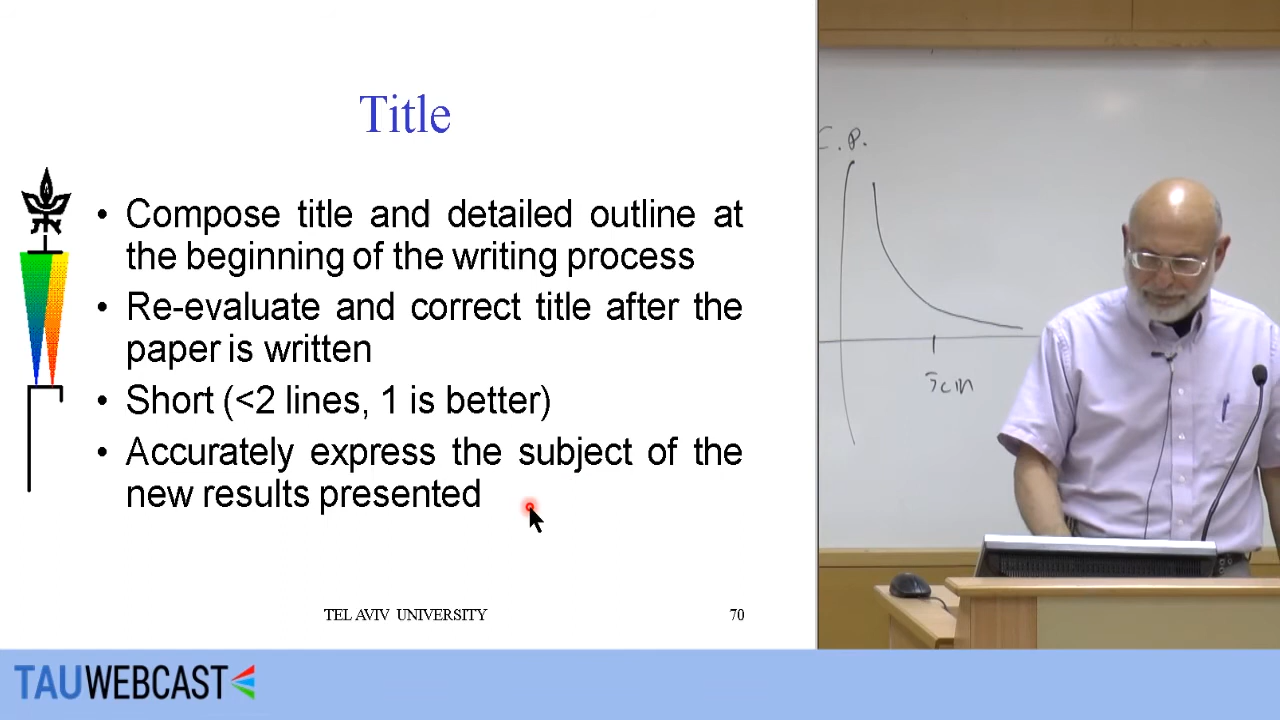 Title
• Compose title and detailed outline at
the beginning of the writing process
• Re-evaluate and correct title after the
paper is written
• Short (<2 lines, 1 is better)
• Accurately express the subject of the
new results presented
TEL AVIV UNIVERSITY
70
TAUWEBCAST
.P.
cm